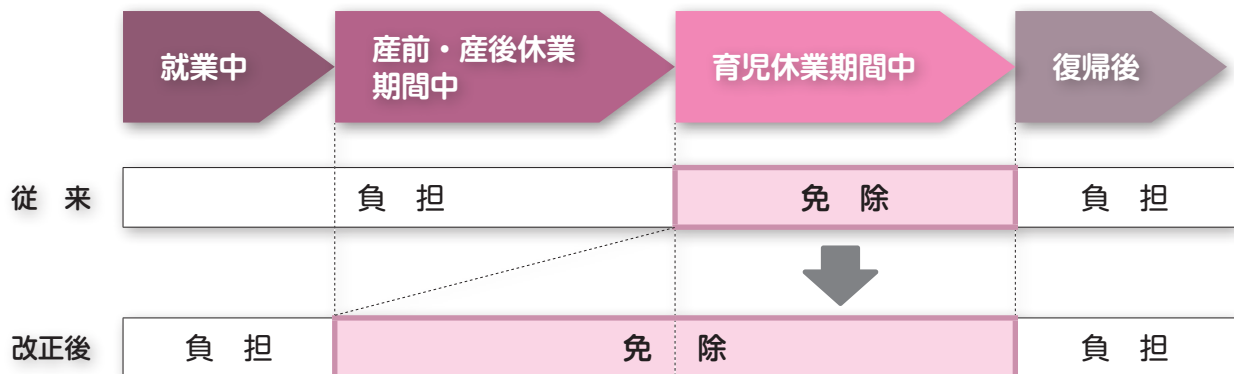 就業中
産前・産後休業
期間中
育児休業期間中
復帰後
従　来
負　担
免　除
負　担
改正後
負　担
免　除
負　担